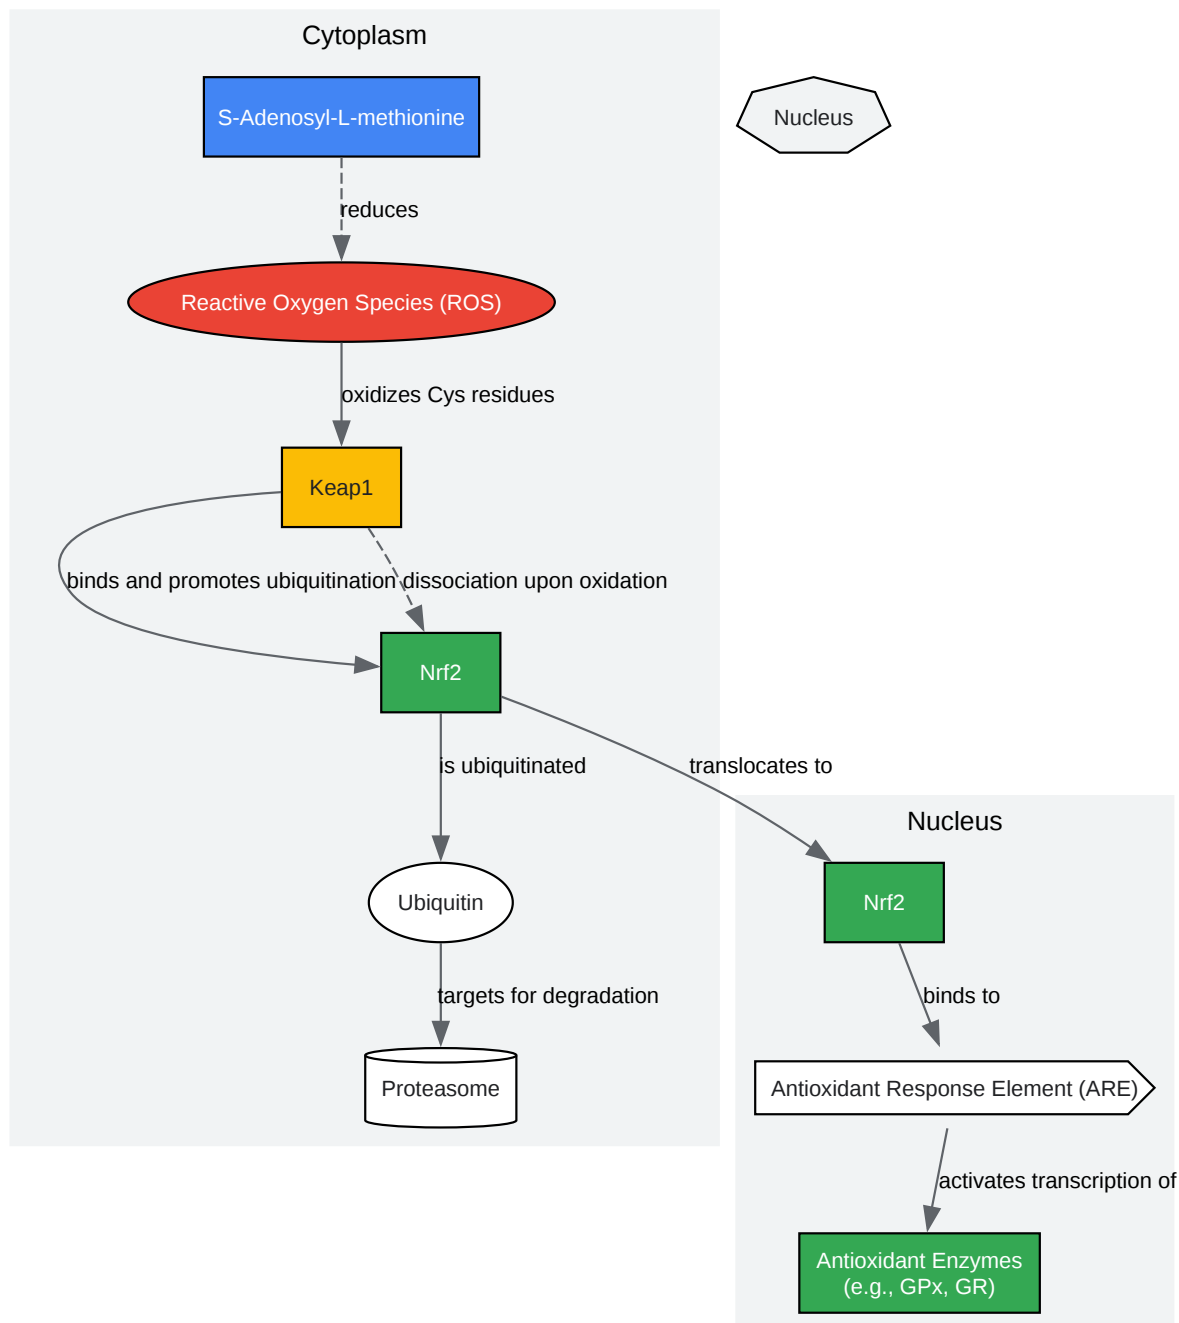 Cytoplasm
S-Adenosyl-L-methionine
Nucleus
reduces
Reactive Oxygen Species (ROS)
oxidizes Cys residues
Keap1
binds and promotes ubiquitination
dissociation upon oxidation
Nrf2
is ubiquitinated
translocates to
Nucleus
Ubiquitin
Nrf2
targets for degradation
binds to
Proteasome
Antioxidant Response Element (ARE)
activates transcription of
Antioxidant Enzymes
(e.g., GPx, GR)